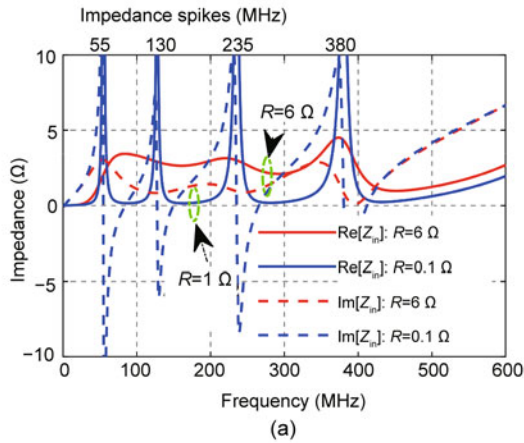 Impedance spikes (MHz)
55 130 235 380
10
5
0
−5
−10
Impedance (Ω)
R=6 Ω
R=1 Ω
Re[Zin]: R=6 Ω
Re[Zin]: R=0.1 Ω
Im[Zin]: R=6 Ω
Im[Zin]: R=0.1 Ω
0 100 200 300 400 500 600
Frequency (MHz)
(a)